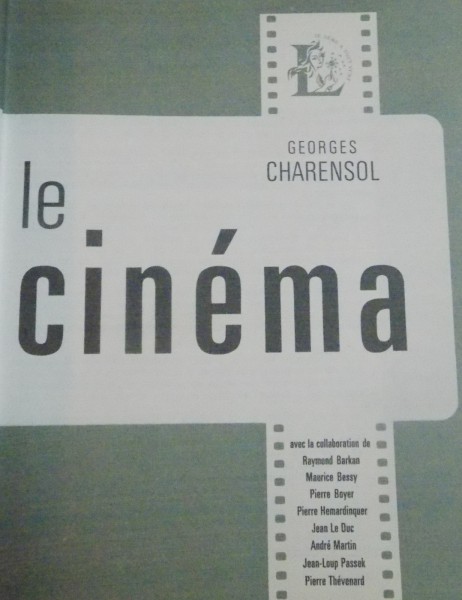 GEORGES
CHARENSOL
le
cinéma
avec la collaboration de
Raymund Barkan
Maurice Bessy
Pierre Boyer
Pierre Hemardinquer
Jean Le Duc
André Martin
Jean-Loup Passek
Pierre Thévenard